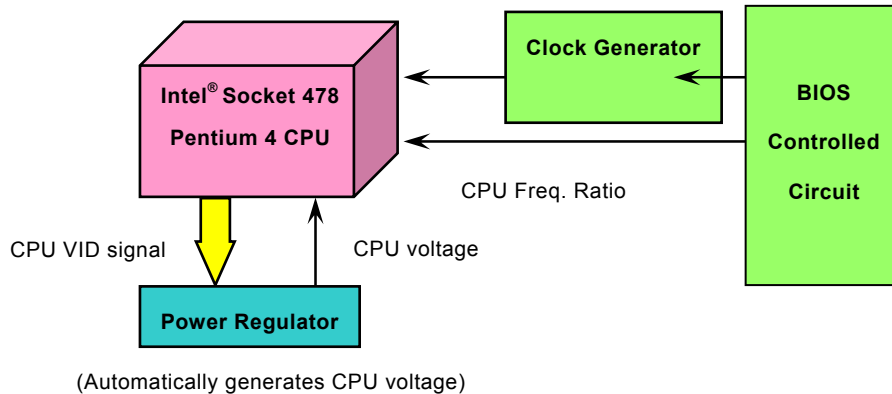 Intel® Socket 478
Pentium 4 CPU
Clock Generator
BIOS
Controlled
Circuit
CPU Freq. Ratio
CPU VID signal
CPU voltage
Power Regulator
(Automatically generates CPU voltage)